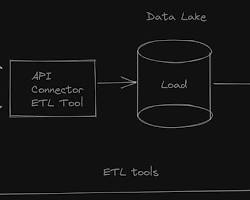 Data Lake
API
Connector
ETL Tool
Load
ETL tools